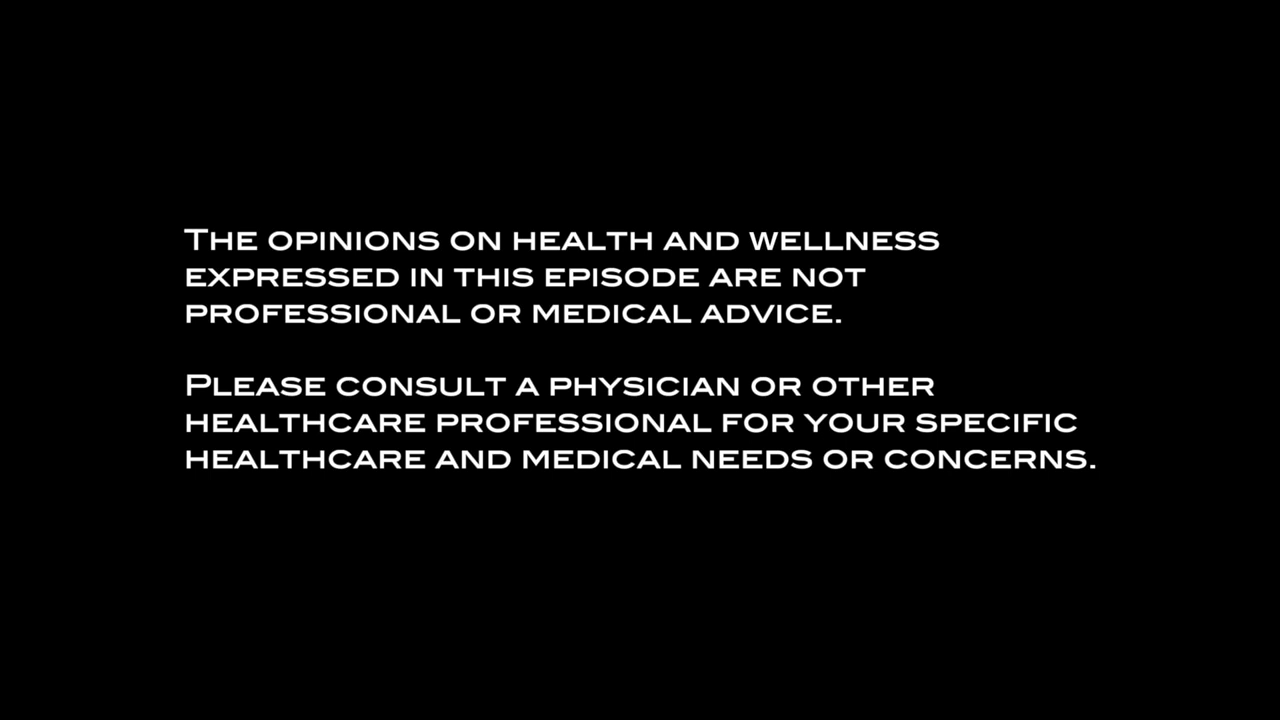 The opinions on health and wellness
expressed in this episode are not
professional or medical advice.
Please consult a physician or other
healthcare professional for your specific
healthcare and medical needs or concerns.